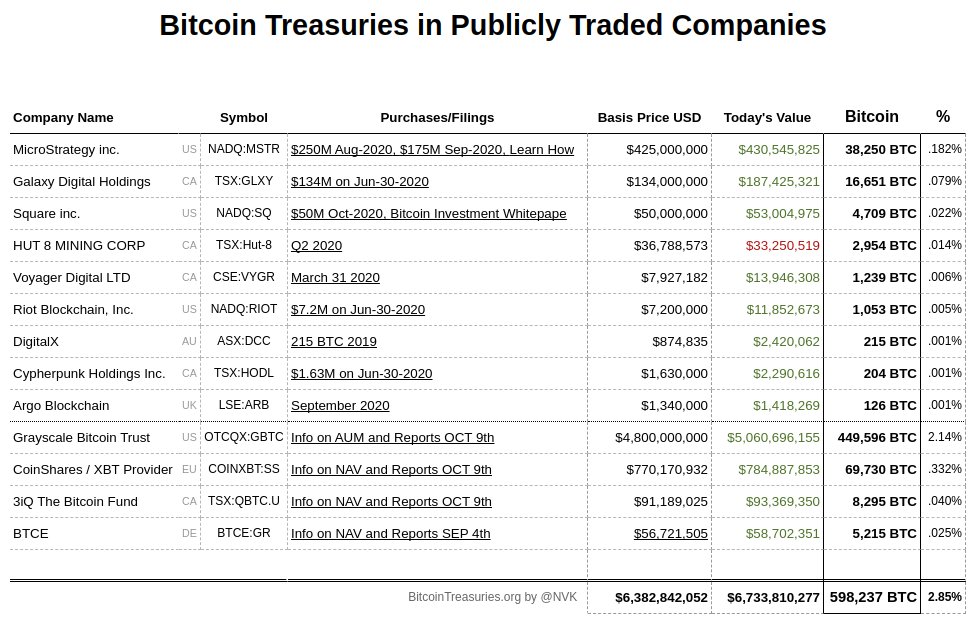 Bitcoin Treasuries in Publicly Traded Companies
Company Name Symbol Purchases/Filings Basis Price USD Today's Value Bitcoin %
MicroStrategy inc. US NADQ:MSTR $250M Aug-2020, $175M Sep-2020, Learn How $425,000,000 $430,545,825 38,250 BTC .182%
Galaxy Digital Holdings CA TSX:GLXY $134M on Jun-30-2020 $134,000,000 $187,425,321 16,651 BTC .079%
Square inc. US NADQ:SQ $50M Oct-2020, Bitcoin Investment Whitepape $50,000,000 $53,004,975 4,709 BTC .022%
HUT 8 MINING CORP CA TSX:Hut-8 Q2 2020 $36,788,573 $33,250,519 2,954 BTC .014%
Voyager Digital LTD CA CSE:VYGR March 31 2020 $7,927,182 $13,946,308 1,239 BTC .006%
Riot Blockchain, Inc. US NADQ:RIOT $7.2M on Jun-30-2020 $7,200,000 $11,852,673 1,053 BTC .005%
DigitalX AU ASX:DCC 215 BTC 2019 $874,835 $2,420,062 215 BTC .001%
Cypherpunk Holdings Inc. CA TSX:HODL $1.63M on Jun-30-2020 $1,630,000 $2,290,616 204 BTC .001%
Argo Blockchain UK LSE:ARB September 2020 $1,340,000 $1,418,269 126 BTC .001%
Grayscale Bitcoin Trust US OTCQX:GBTC Info on AUM and Reports OCT 9th $4,800,000,000 $5,060,696,155 449,596 BTC 2.14%
CoinShares / XBT Provider EU COINXBT:SS Info on NAV and Reports OCT 9th $770,170,932 $784,887,853 69,730 BTC .332%
3iQ The Bitcoin Fund CA TSX:QBTC.U Info on NAV and Reports OCT 9th $91,189,025 $93,369,350 8,295 BTC .040%
BTCE DE BTCE:GR Info on NAV and Reports SEP 4th $56,721,505 $58,702,351 5,215 BTC .025%
BitcoinTreasuries.org by @NVK $6,382,842,052 $6,733,810,277 598,237 BTC 2.85%